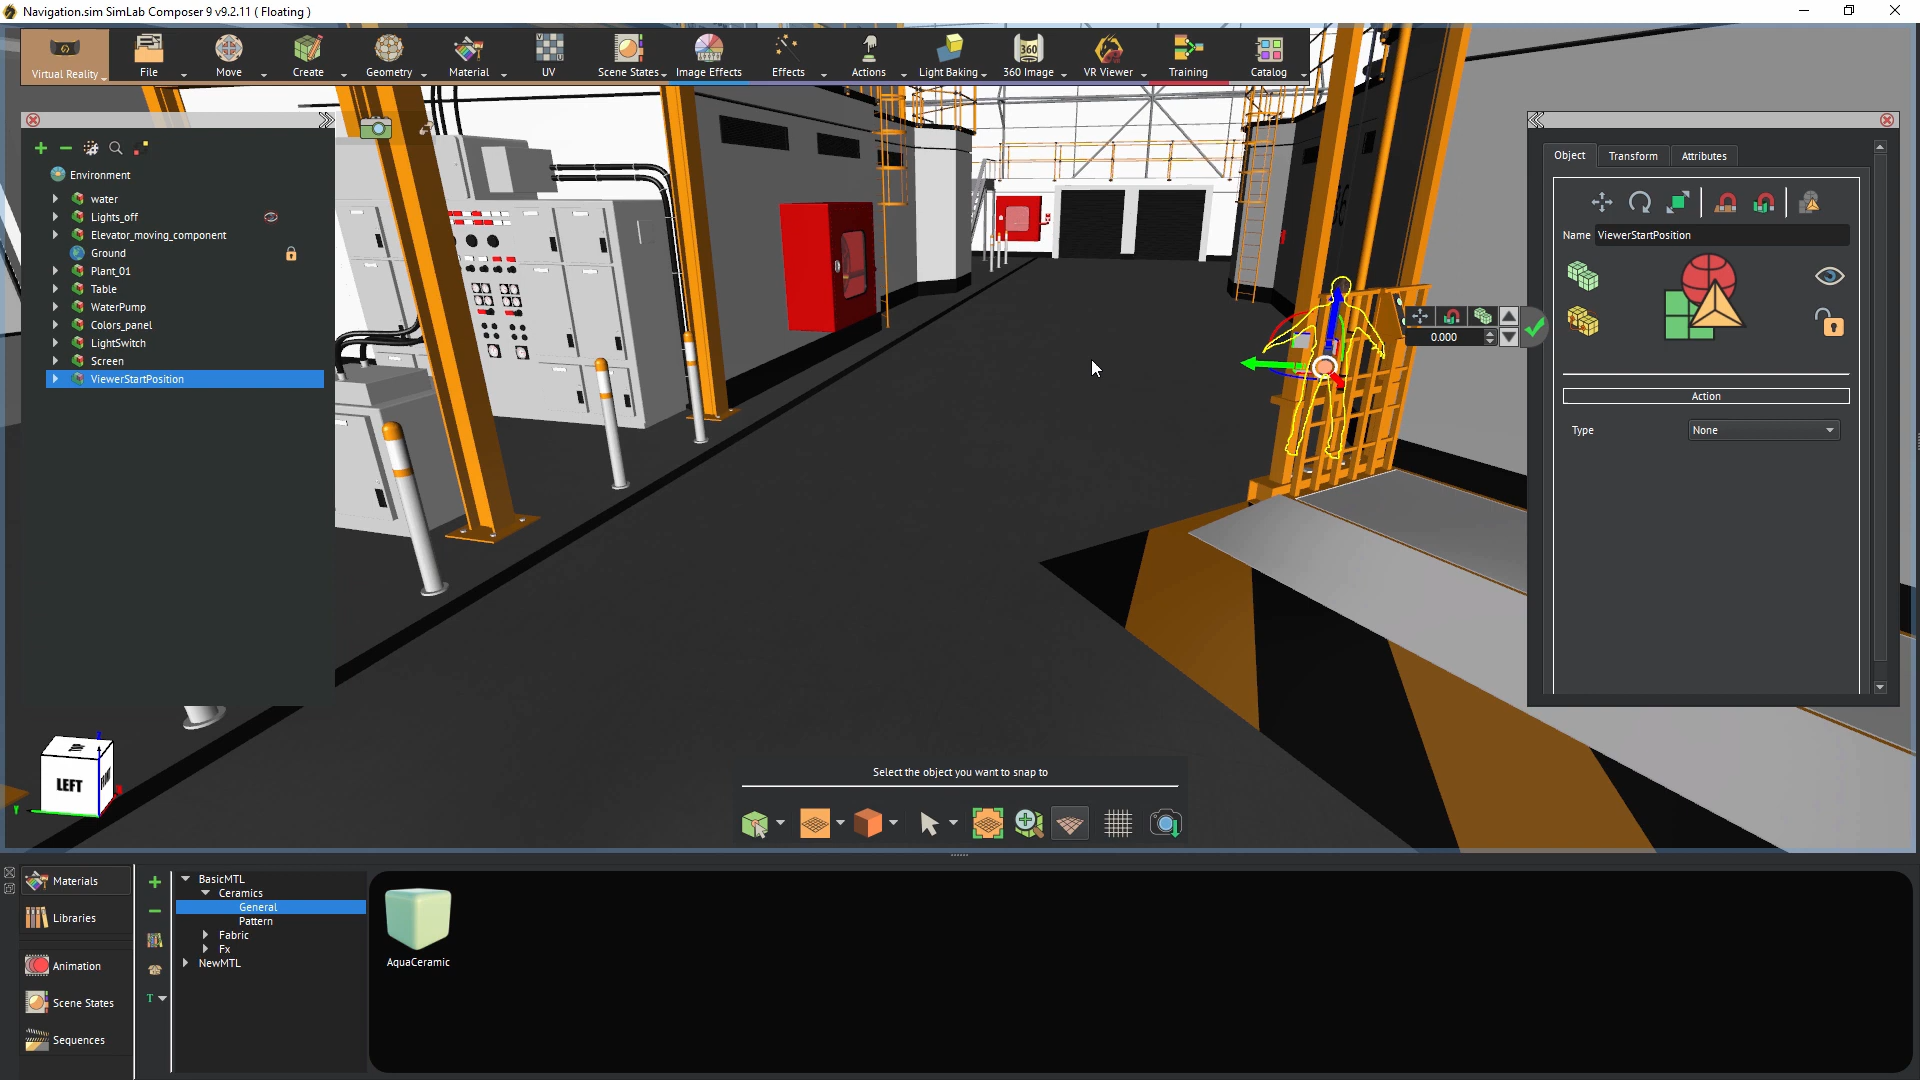 Navigation.sim SimLab Composer 9 v9.2.11 ( Floating )
Virtual Reality
File
Move
Create
Geometry
Material
UV
Scene States
Image Effects
Effects
Actions
Light Baking
360 Image
360
VR Viewer
Training
Catalog
Environment
water
Lights_off
Elevator_moving_component
Ground
Plant_01
Table
WaterPump
Colors_panel
LightSwitch
Screen
ViewerStartPosition
Object
Transform
Attributes
Name
ViewerStartPosition
Action
Type
None
0.000
LEFT
Y
Select the object you want to snap to
Materials
Libraries
Animation
Scene States
Sequences
T
BasicMTL
Ceramics
General
Pattern
Fabric
Fx
NewMTL
AquaCeramic